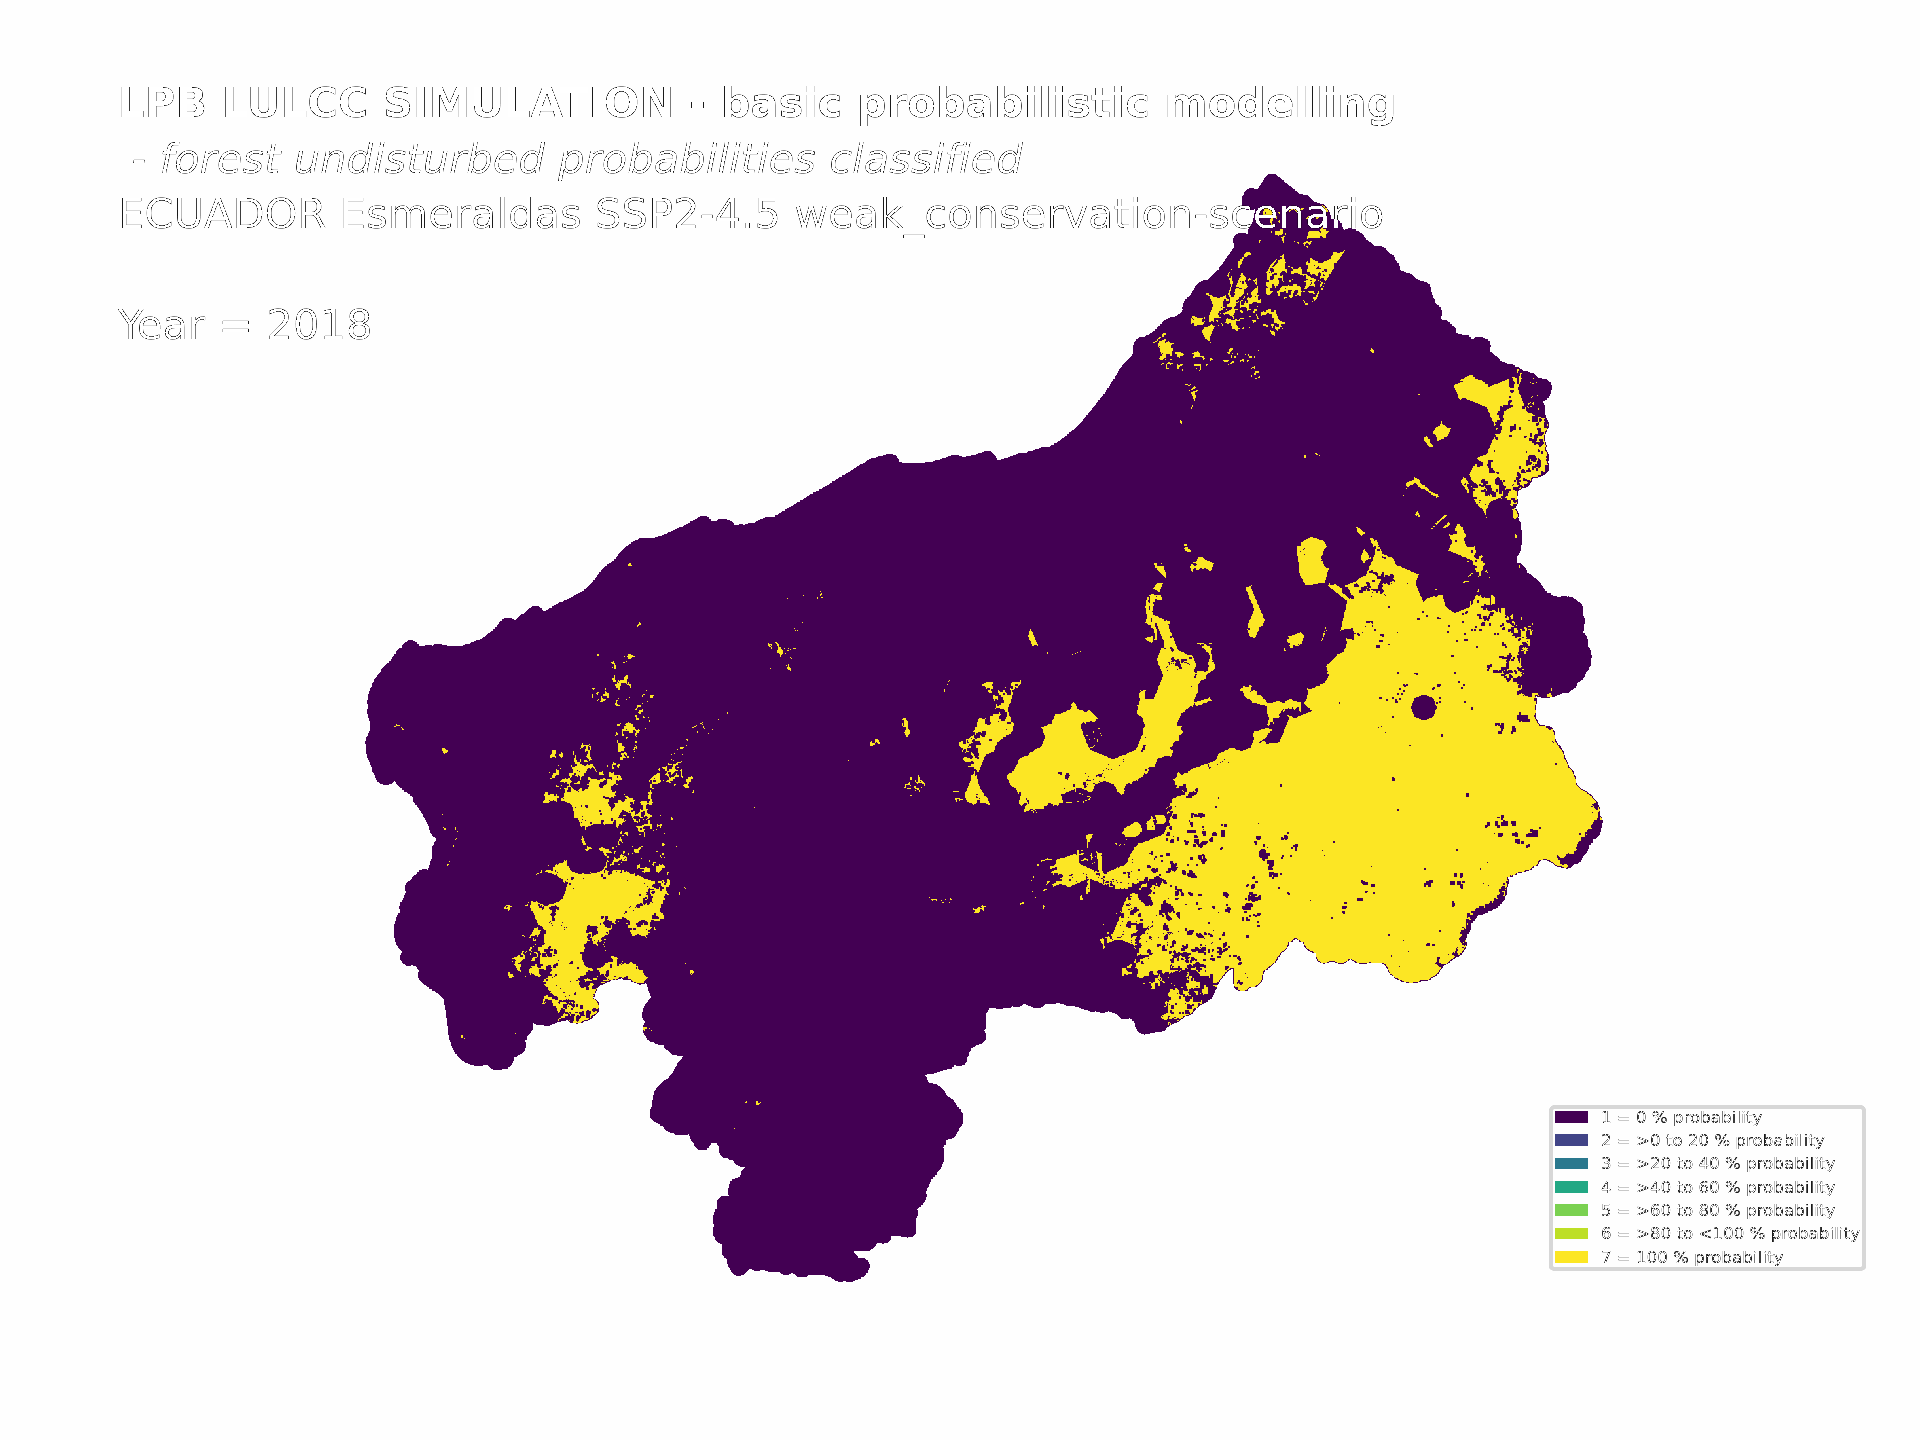 LPB LULCC SIMULATION - basic probabilistic modelling
- forest undisturbed probabilities classified
ECUADOR Esmeraldas SSP2-4.5 weak_conservation-scenario
Year = 2018
1 = 0 % probability
2 = >0 to 20 % probability
3 = >20 to 40 % probability
4 = >40 to 60 % probability
5 = >60 to 80 % probability
6 = >80 to <100 % probability
7 = 100 % probability